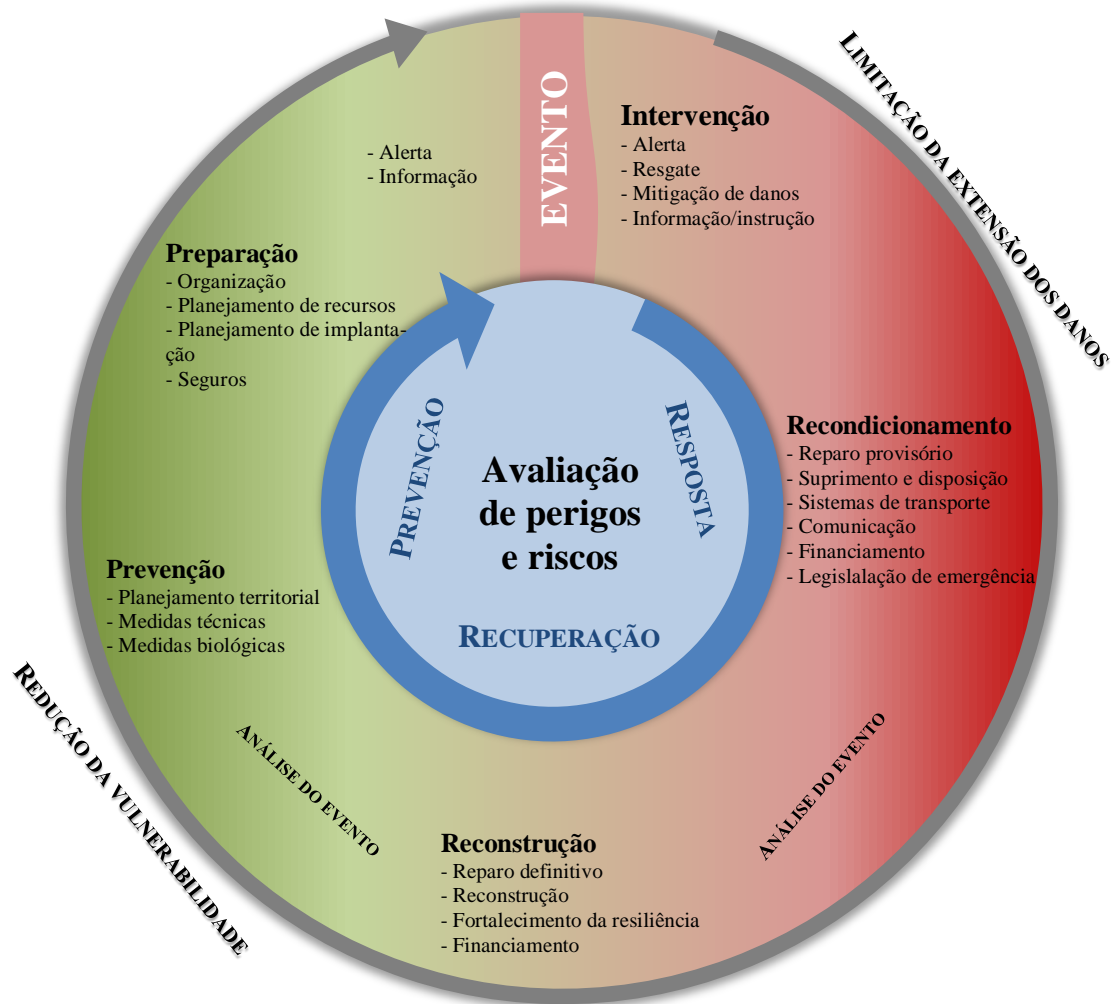 EVENTO
Intervenção
- Alerta
- Resgate
- Mitigação de danos
- Informação/instrução
LIMITAÇÃO DA EXTENSÃO DOS DANOS
Recondicionamento
- Reparo provisório
- Suprimento e disposição
- Sistemas de transporte
- Comunicação
- Financiamento
- Legislalação de emergência
ANÁLISE DO EVENTO
Reconstrução
- Reparo definitivo
- Reconstrução
- Fortalecimento da resiliência
- Financiamento
ANÁLISE DO EVENTO
REDUÇÃO DA VULNERABILIDADE
Prevenção
- Planejamento territorial
- Medidas técnicas
- Medidas biológicas
Preparação
- Organização
- Planejamento de recursos
- Planejamento de implanta-
ção
- Seguros
- Alerta
- Informação
PREVENÇÃO
RESPOSTA
RECUPERAÇÃO
Avaliação
de perigos
e riscos